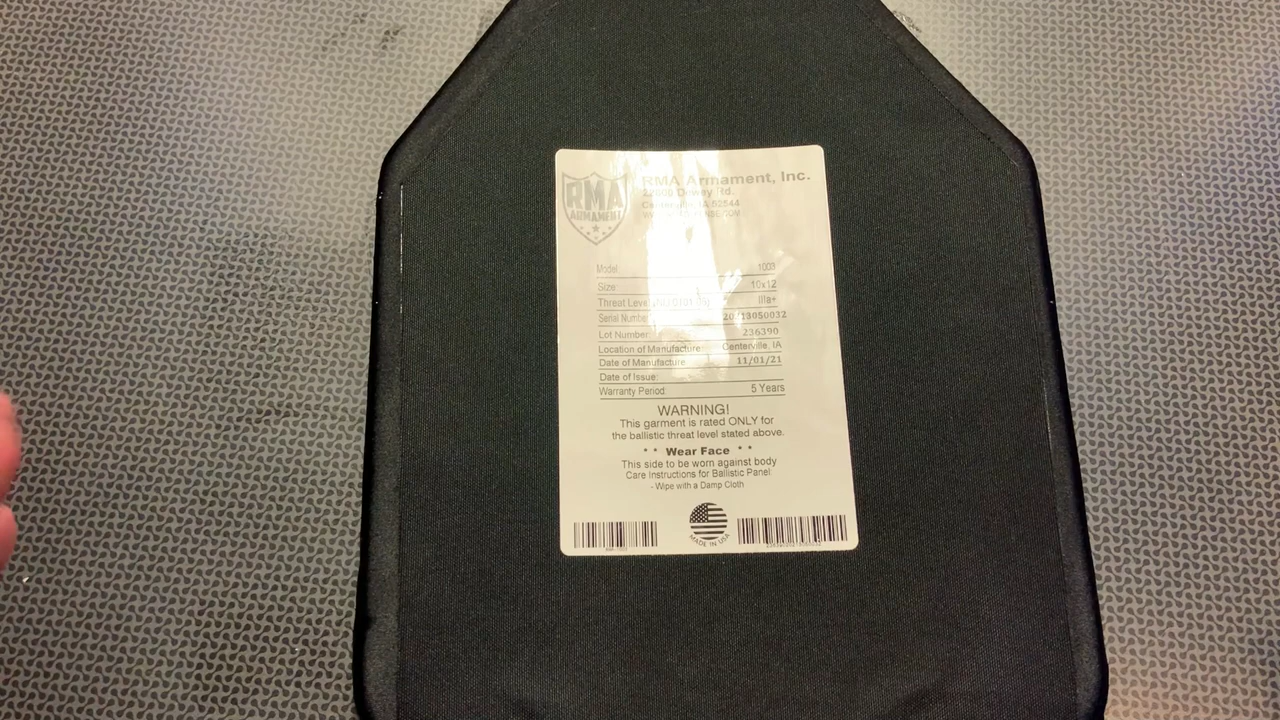 RMA ARMAMENT
RMA Armament, Inc.
Rd.
IA 52544
Model: 1003
Size: 10x12
Threat Level IIIa+
Serial Number
Lot Number: 236390
Location of Manufacture: Centerville, IA
Date of Manufacture: 11/01/21
Date of Issue:
Warranty Period: 5 Years
WARNING!
This garment is rated ONLY for
the ballistic threat level stated above.
* * Wear Face * *
This side to be worn against body
Care Instructions for Ballistic Panel
- Wipe with a Damp Cloth
MADE IN USA